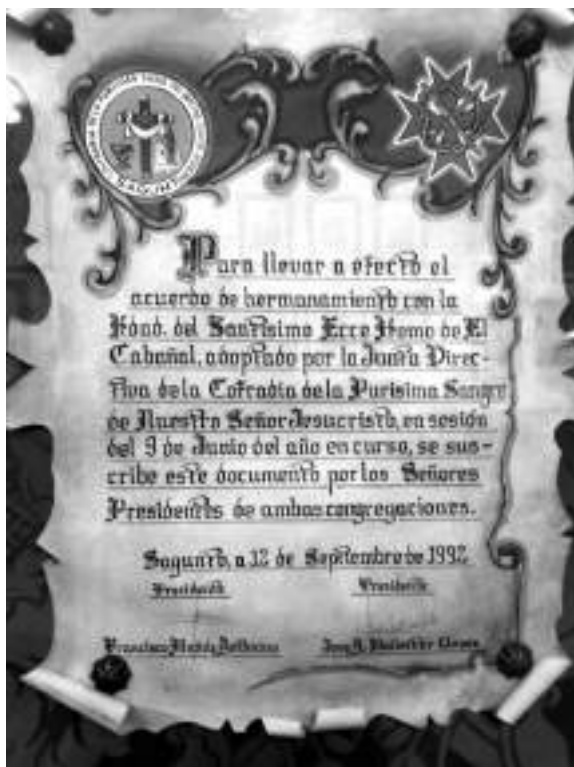 Para llevar a efecto el
acuerdo de hermanamiento con la
Hdad. del Santísimo Ecce Homo de El
Cabañal, adoptado por la Junta Direc-
tiva de la Cofradía de la Purísima Sangre
de Nuestro Señor Jesucristo, en sesión
del 9 de Junio del año en curso, se sus-
cribe este documento por los Señores
Presidentes de ambas congregaciones.
Sagunto, a 12 de Septiembre de 1992
Presidente Presidente
Francisco